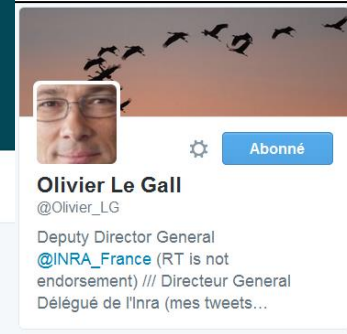 Abonné
Olivier Le Gall
@Olivier_LG
Deputy Director General
@INRA_France (RT is not
endorsement) /// Directeur General
Délégué de l'Inra (mes tweets…